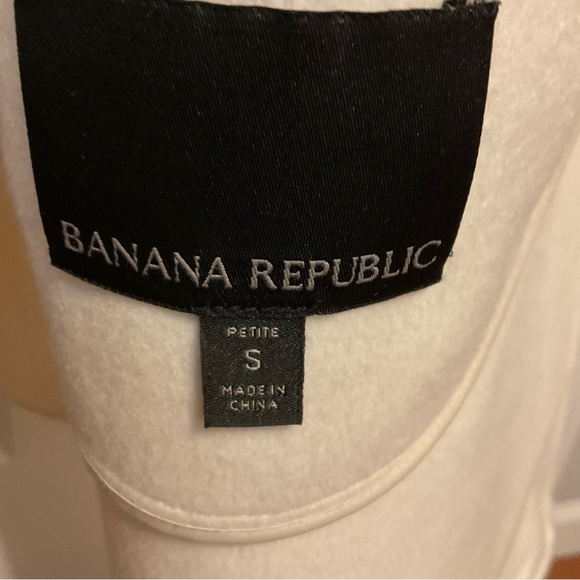 BANANA REPUBLIC
PETITE
S
MADE IN
CHINA